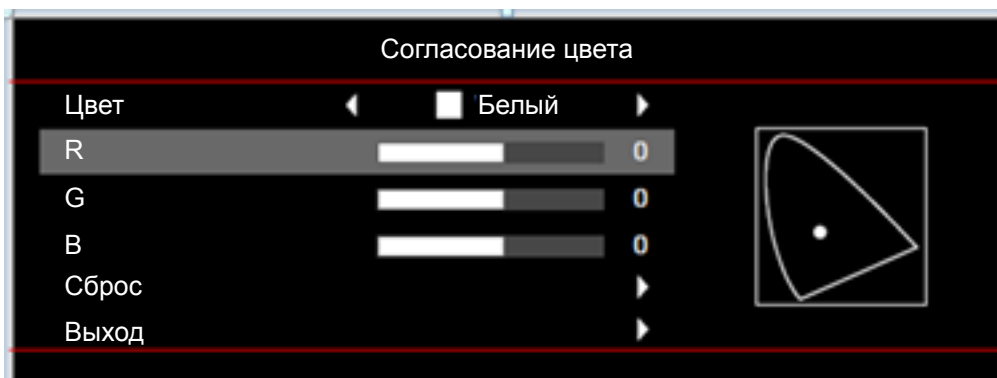 Согласование цвета
Цвет Белый
R 0
G 0
B 0
Сброс
Выход